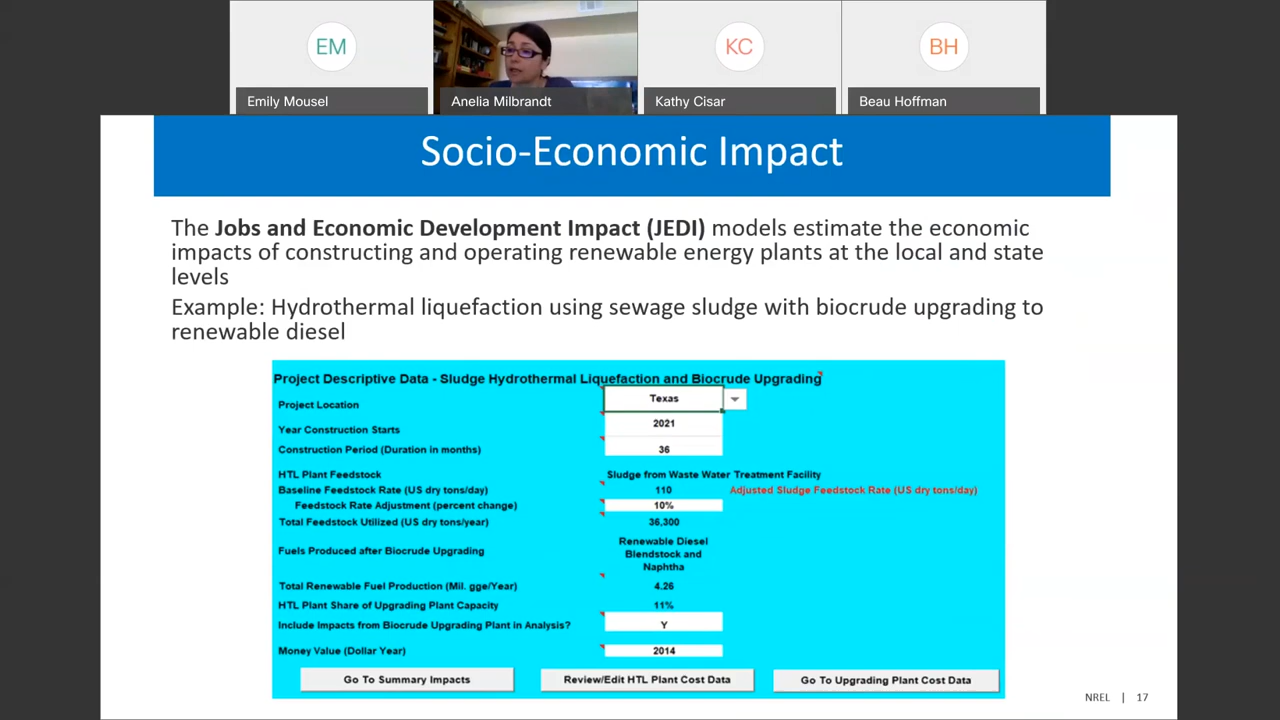 EM
KC
BH
Emily Mousel
Anelia Milbrandt
Kathy Cisar
Beau Hoffman
Socio-Economic Impact
The Jobs and Economic Development Impact (JEDI) models estimate the economic
impacts of constructing and operating renewable energy plants at the local and state
levels
Example: Hydrothermal liquefaction using sewage sludge with biocrude upgrading to
renewable diesel
Project Descriptive Data - Sludge Hydrothermal Liquefaction and Biocrude Upgrading
Project Location Texas
Year Construction Starts 2021
Construction Period (Duration in months) 36
HTL Plant Feedstock Sludge from Waste Water Treatment Facility
Baseline Feedstock Rate (US dry tons/day) 110 Adjusted Sludge Feedstock Rate (US dry tons/day)
Feedstock Rate Adjustment (percent change) 10%
Total Feedstock Utilized (US dry tons/year) 36,300
Fuels Produced after Biocrude Upgrading Renewable Diesel
Blendstock and
Naphtha
Total Renewable Fuel Production (Mil. gge/Year) 4.26
HTL Plant Share of Upgrading Plant Capacity 11%
Include Impacts from Biocrude Upgrading Plant in Analysis? Y
Money Value (Dollar Year) 2014
Go To Summary Impacts Review/Edit HTL Plant Cost Data Go To Upgrading Plant Cost Data
NREL | 17